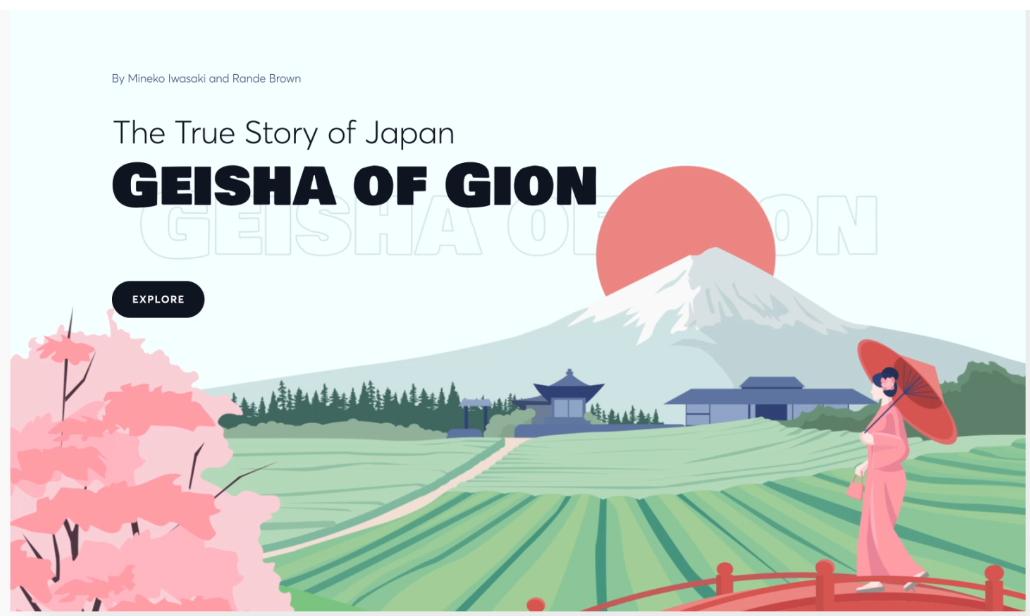 By Mineko Iwasaki and Rande Brown
The True Story of Japan
GEISHA OF GION
GEISHA OF GION
EXPLORE